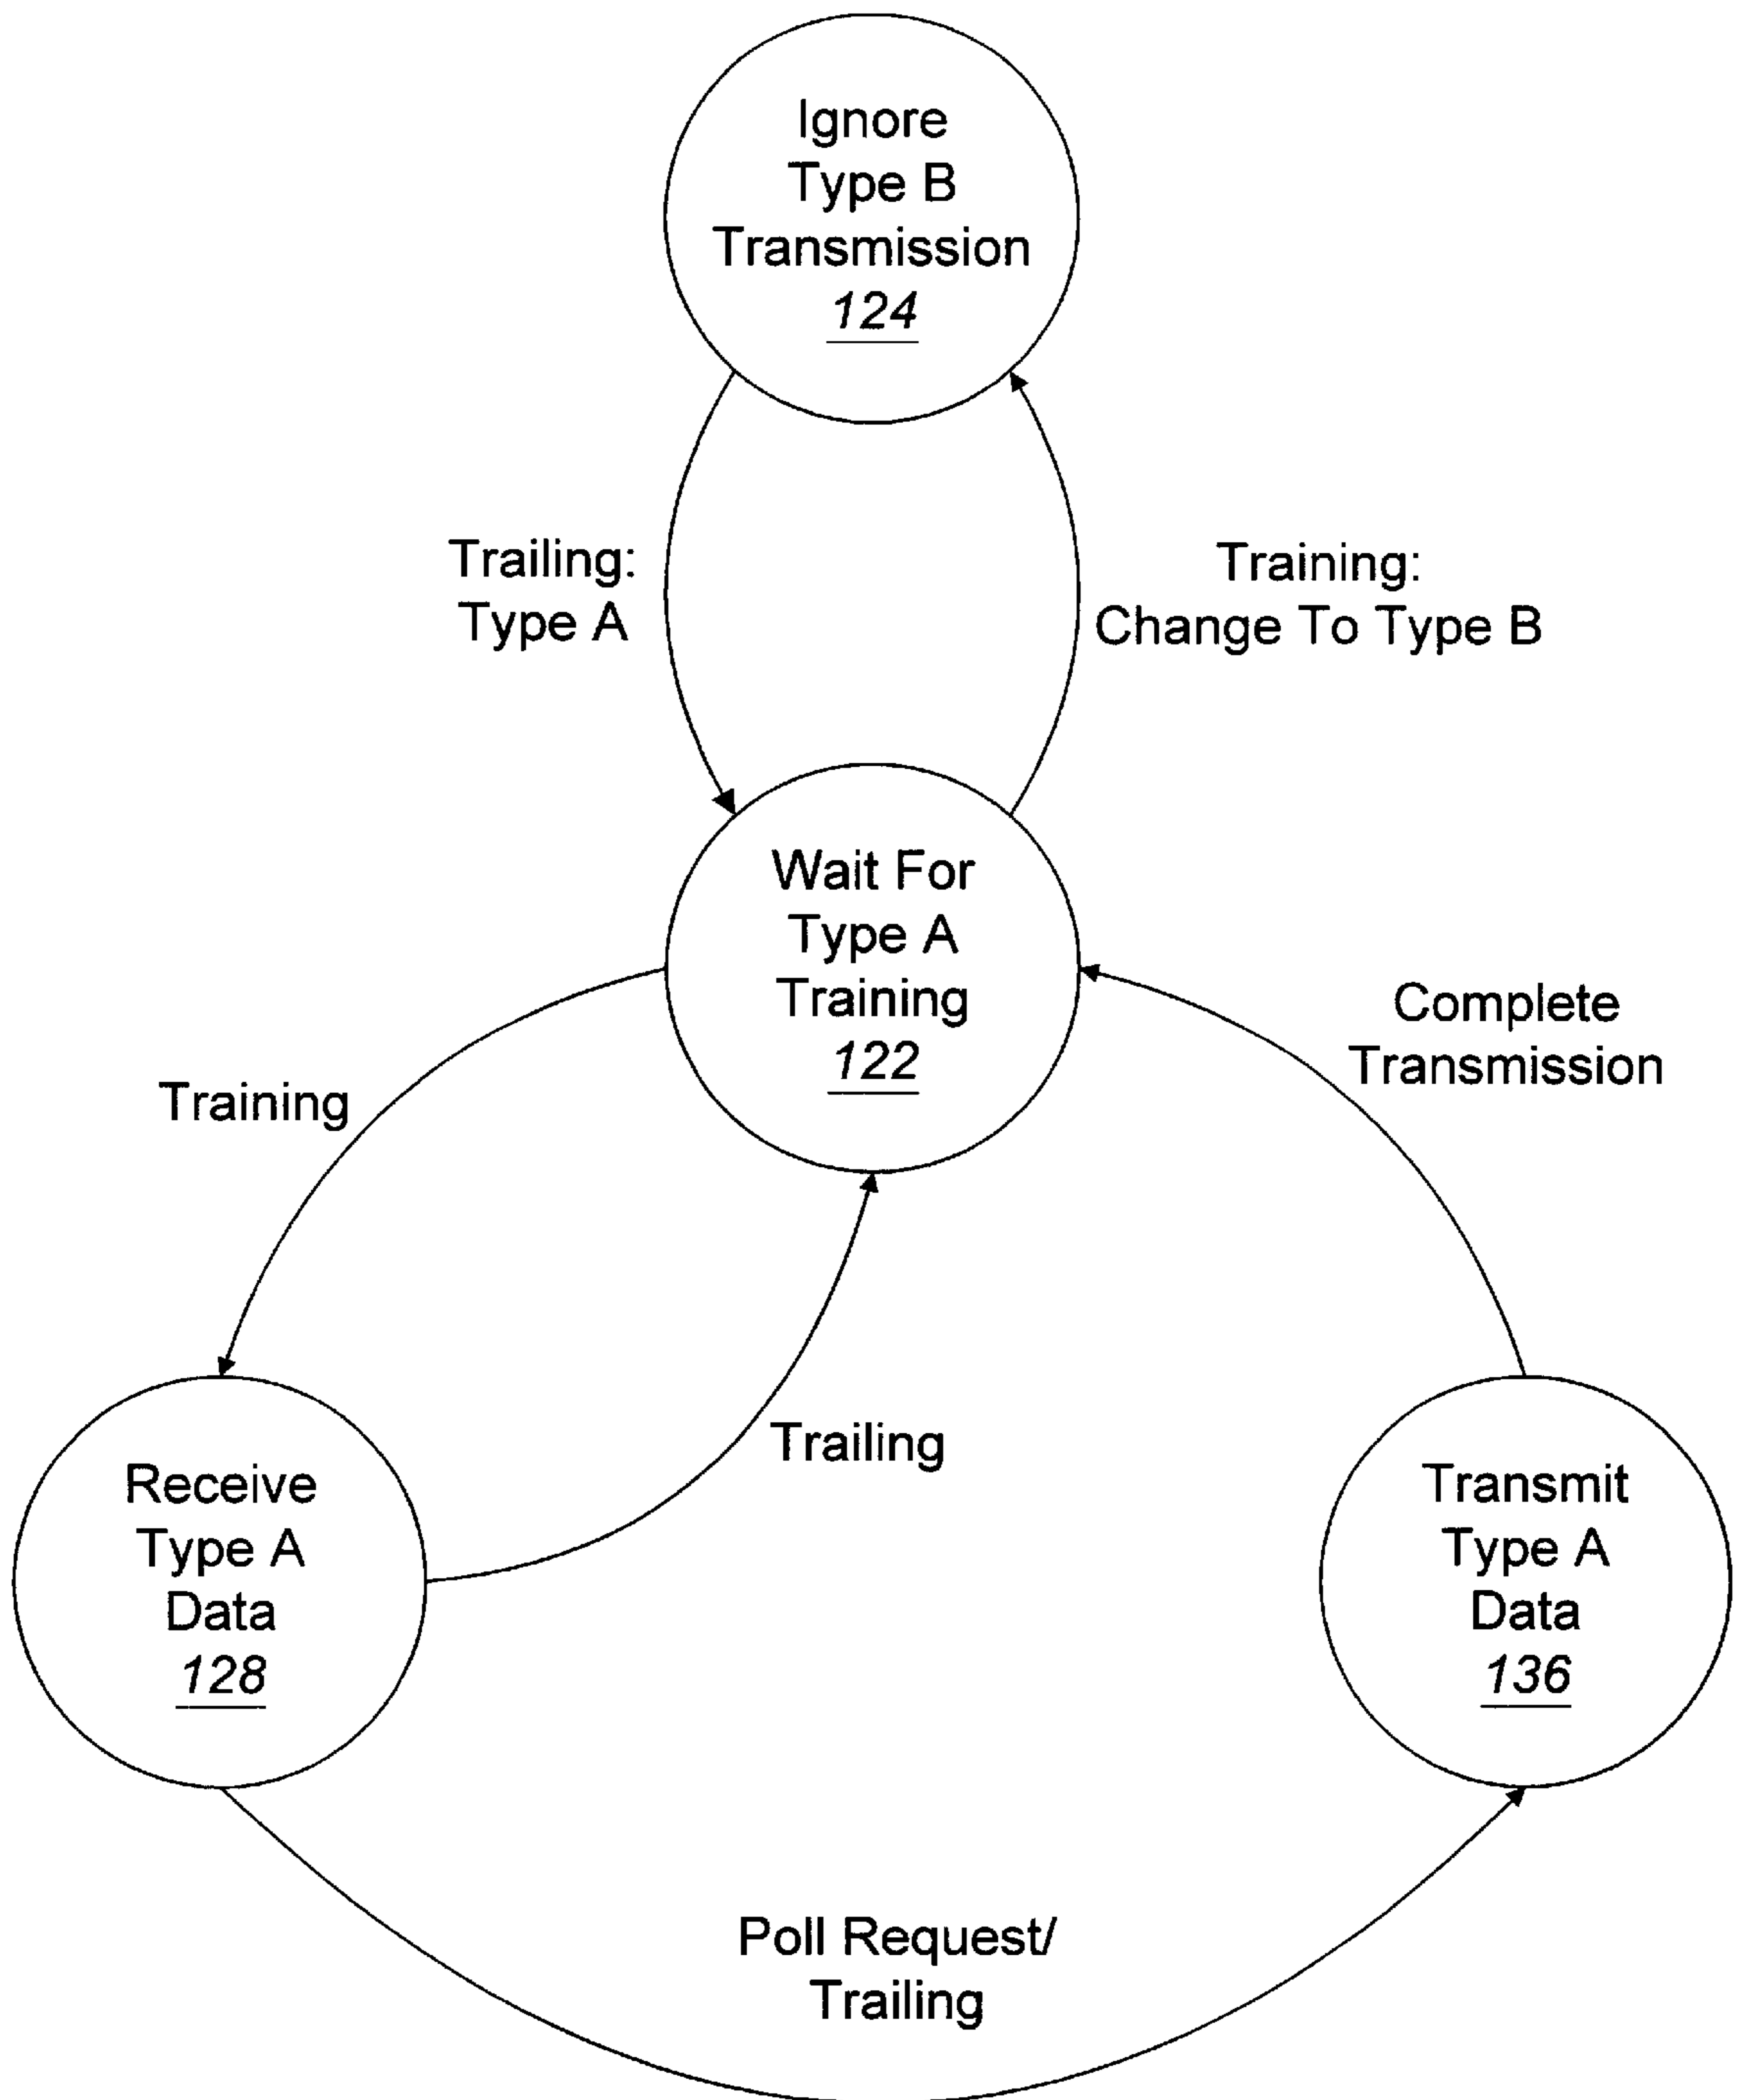 Ignore
Type B
Transmission
124
Trailing:
Type A
Training:
Change To Type B
Wait For
Type A
Training
122
Complete
Transmission
Training
Trailing
Receive
Type A
Data
128
Transmit
Type A
Data
136
Poll Request/
Trailing